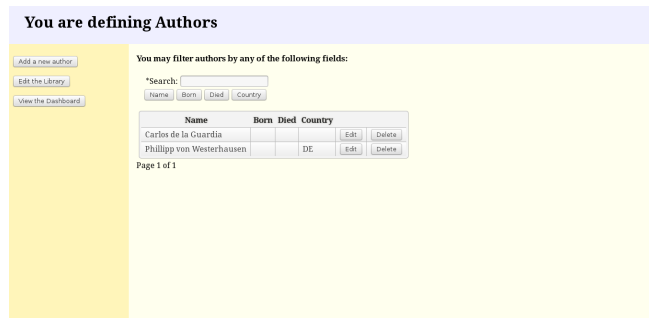 You are defining Authors
Add a new author
Edit the Library
View the Dashboard
You may filter authors by any of the following fields:
*Search:
Name Born Died Country
Name Born Died Country
Carlos de la Guardia Edit Delete
Phillipp von Westerhausen DE Edit Delete
Page 1 of 1